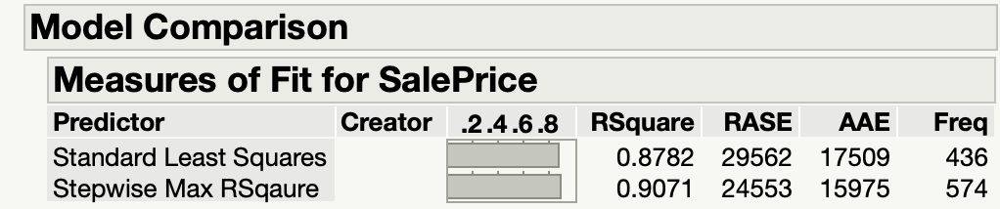 Model Comparison
Measures of Fit for SalePrice
Predictor Creator .2.4.6.8 RSquare RASE AAE Freq
Standard Least Squares 0.8782 29562 17509 436
Stepwise Max RSqaure 0.9071 24553 15975 574